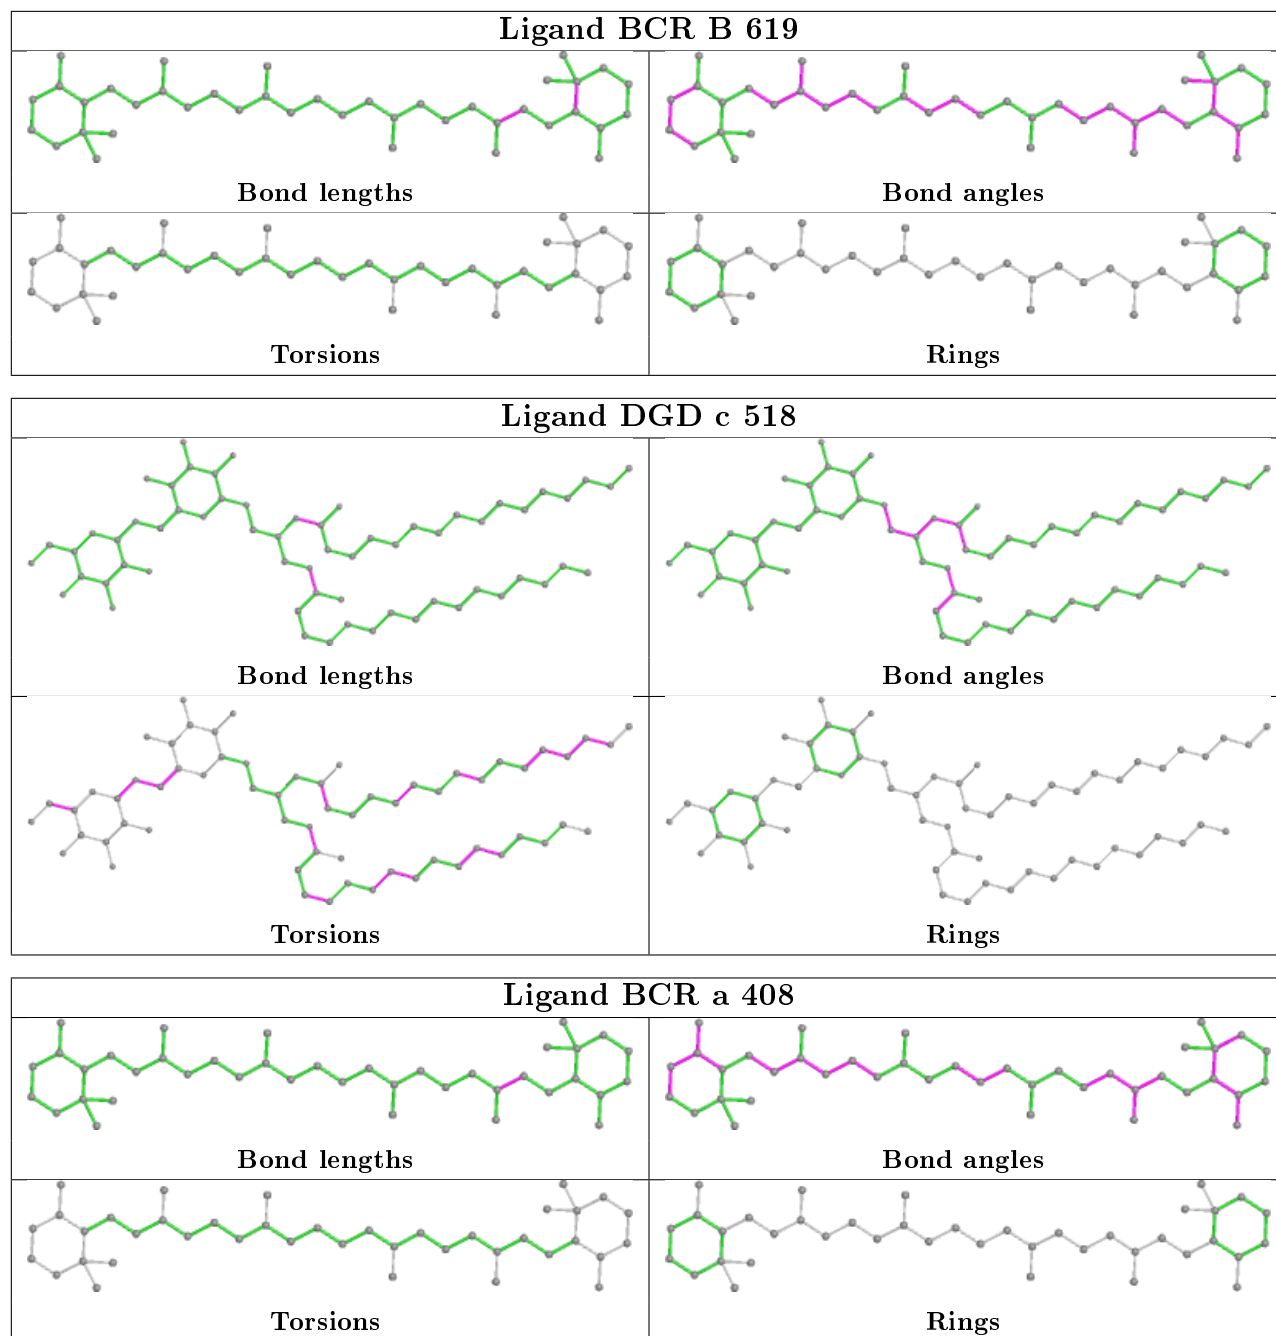 Ligand BCR B 619
Bond lengths
Bond angles
Torsions
Rings
Ligand DGD c 518
Bond lengths
Bond angles
Torsions
Rings
Ligand BCR a 408
Bond lengths
Bond angles
Torsions
Rings